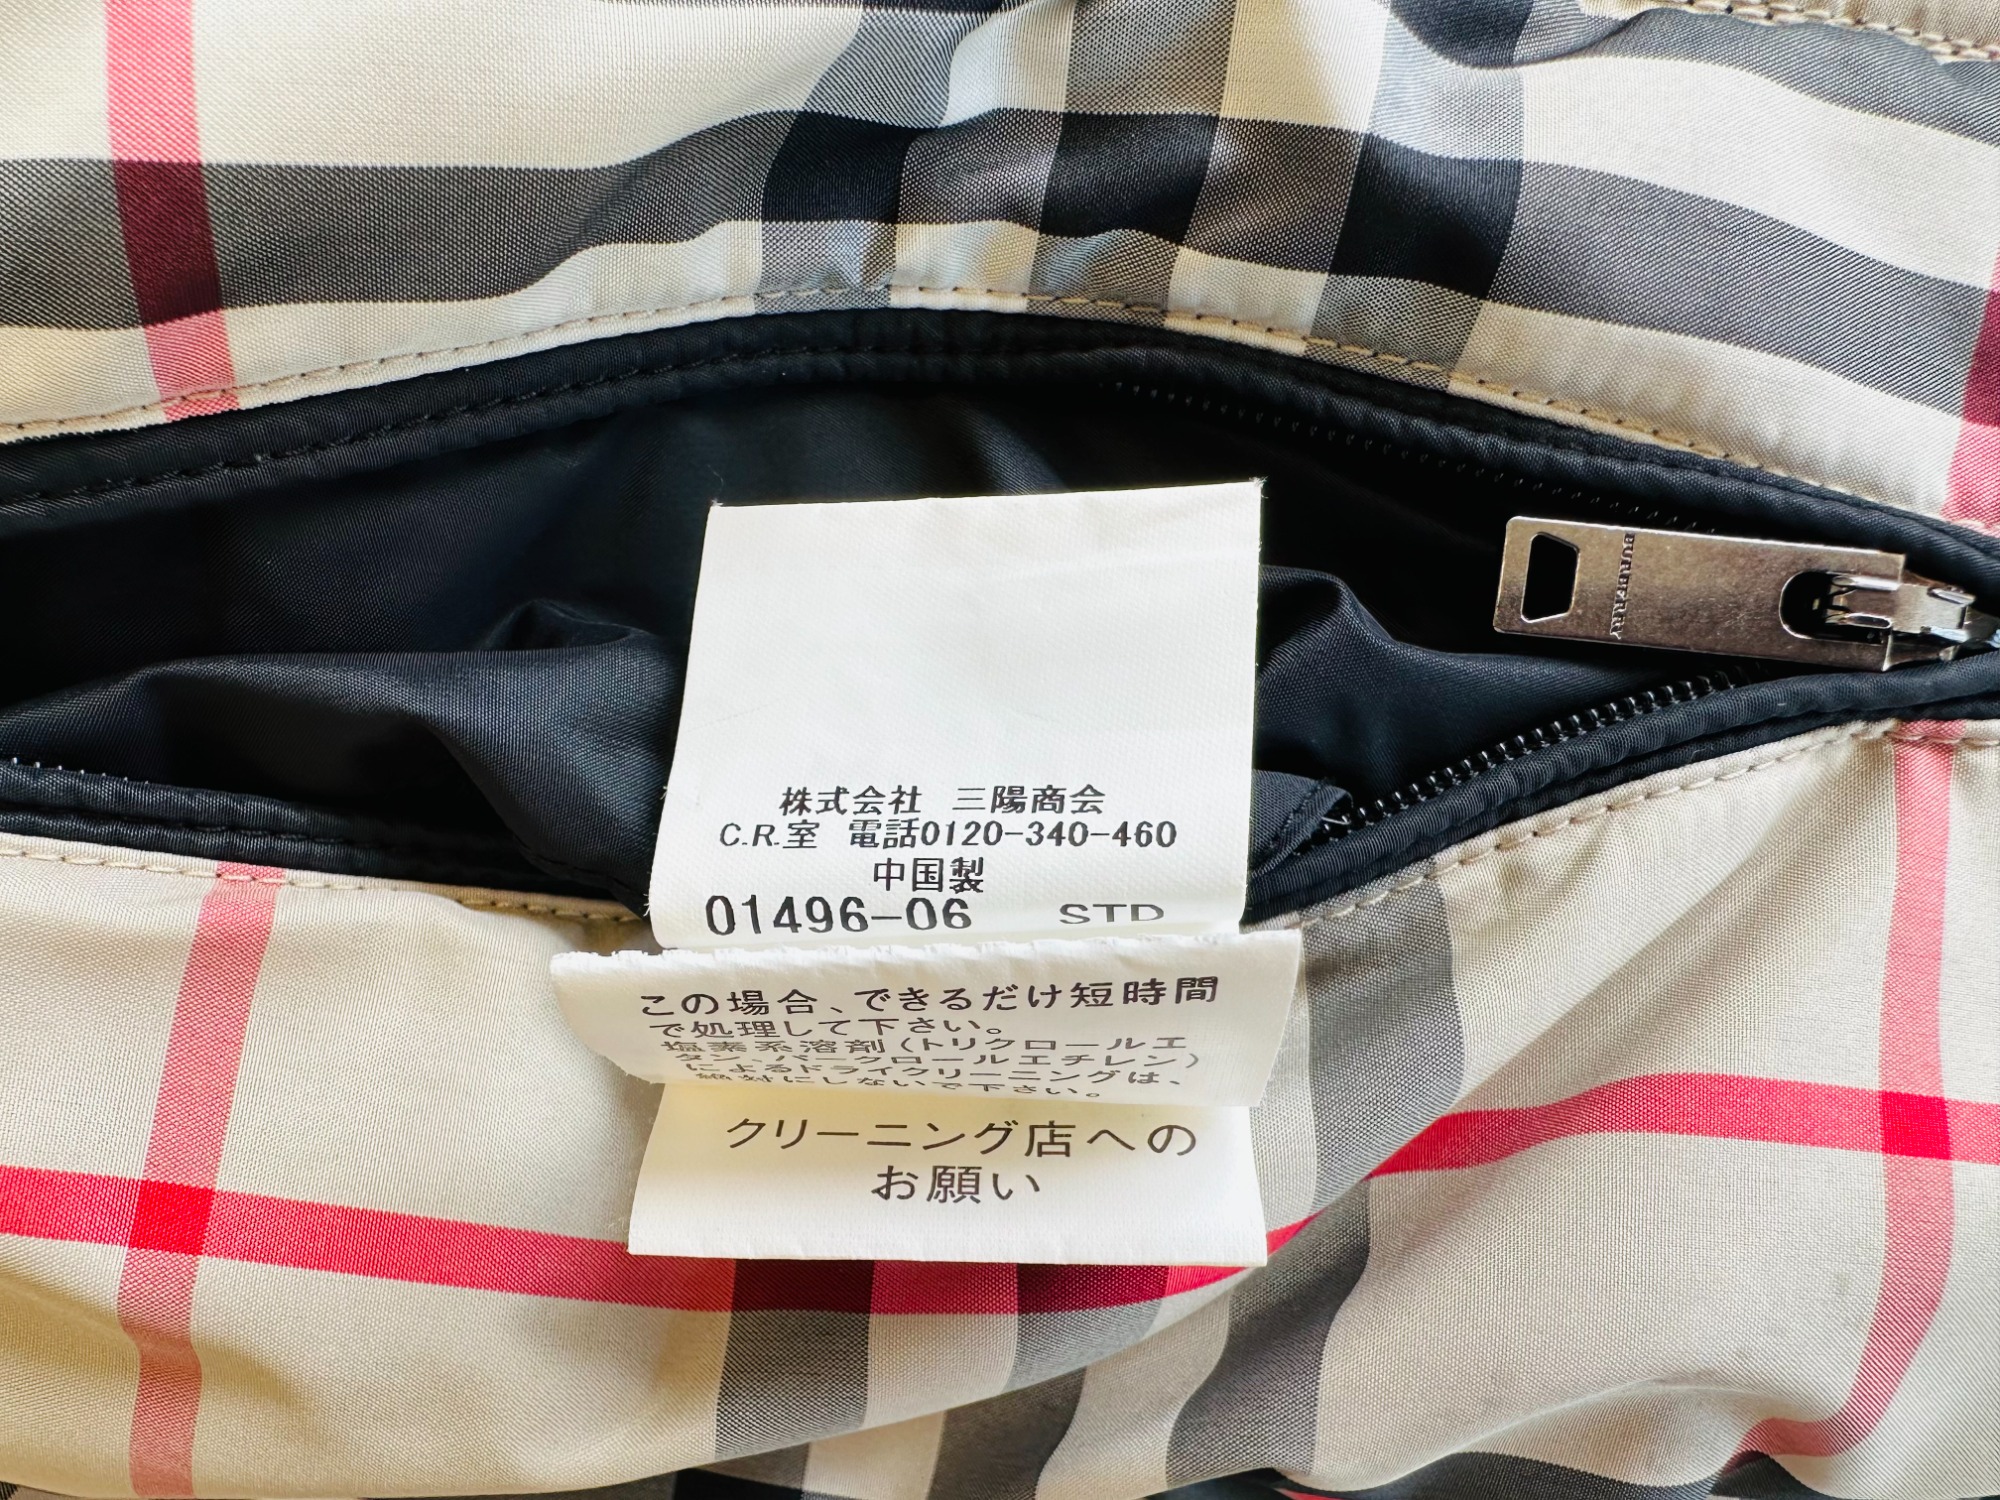 株式会社 三陽商会
C.R.室 電話0120-340-460
中国製
01496-06 STD
この場合、できるだけ短時間
で処理して下さい。
塩素系溶剤(トリクロールエ
タン、パークロールエチレン)
によるドライクリーニングは、
絶対にしないで下さい。
クリーニング店への
お願い
BURBERRY